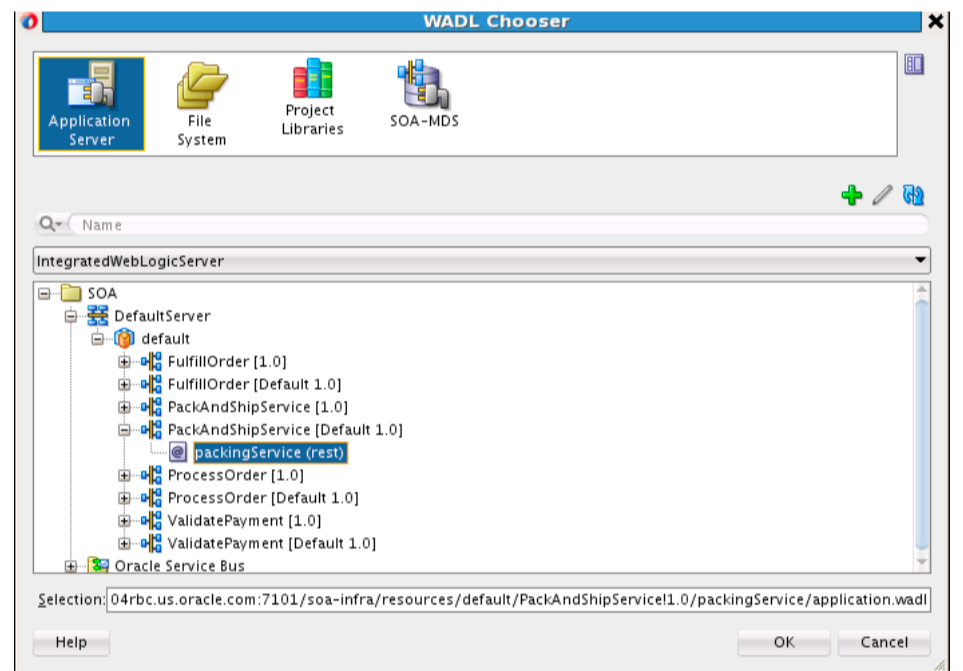 WADL Chooser
Application
Server
File
System
Project
Libraries
SOA-MDS
Name
IntegratedWebLogicServer
SOA
DefaultServer
default
FulfillOrder [1.0]
FulfillOrder [Default 1.0]
PackAndShipService [1.0]
PackAndShipService [Default 1.0]
@ packingService (rest)
ProcessOrder [1.0]
ProcessOrder [Default 1.0]
ValidatePayment [1.0]
ValidatePayment [Default 1.0]
Oracle Service Bus
Selection: 04rbc.us.oracle.com:7101/soa-infra/resources/default/PackAndShipService!1.0/packingService/application.wadl
Help OK Cancel